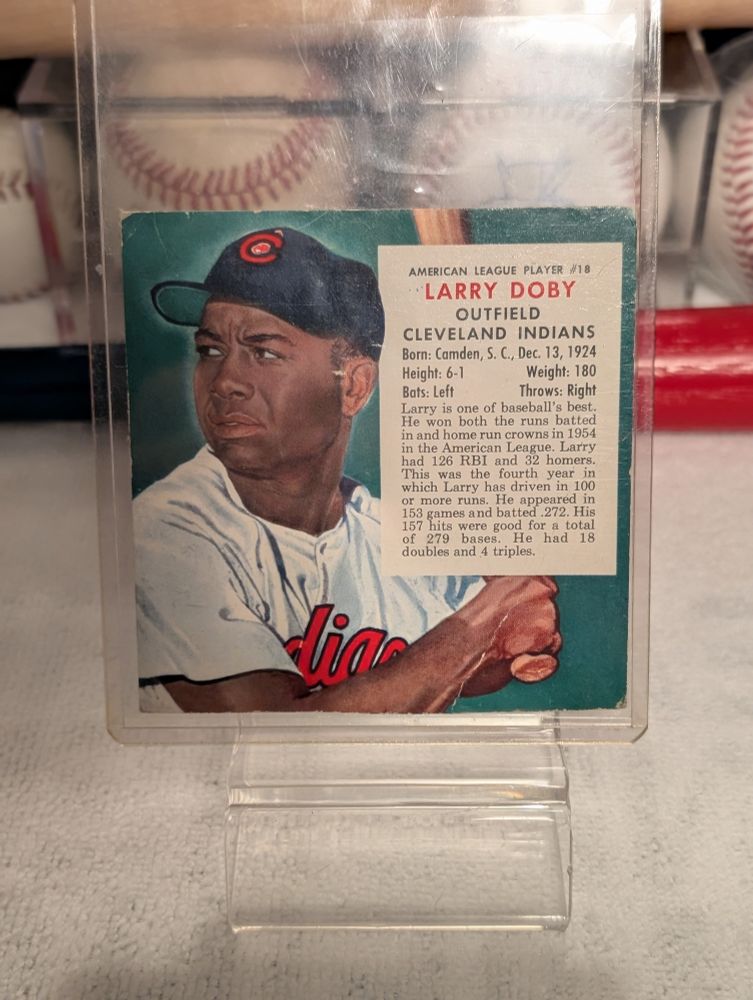 C
AMERICAN LEAGUE PLAYER #18
LARRY DOBY
OUTFIELD
CLEVELAND INDIANS
Born: Camden, S. C., Dec. 13, 1924
Height: 6-1 Weight: 180
Bats: Left Throws: Right
Larry is one of baseball's best.
He won both the runs batted
in and home run crowns in 1954
in the American League. Larry
had 126 RBI and 32 homers.
This was the fourth year in
which Larry has driven in 100
or more runs. He appeared in
153 games and batted .272. His
157 hits were good for a total
of 279 bases. He had 18
doubles and 4 triples.
dia